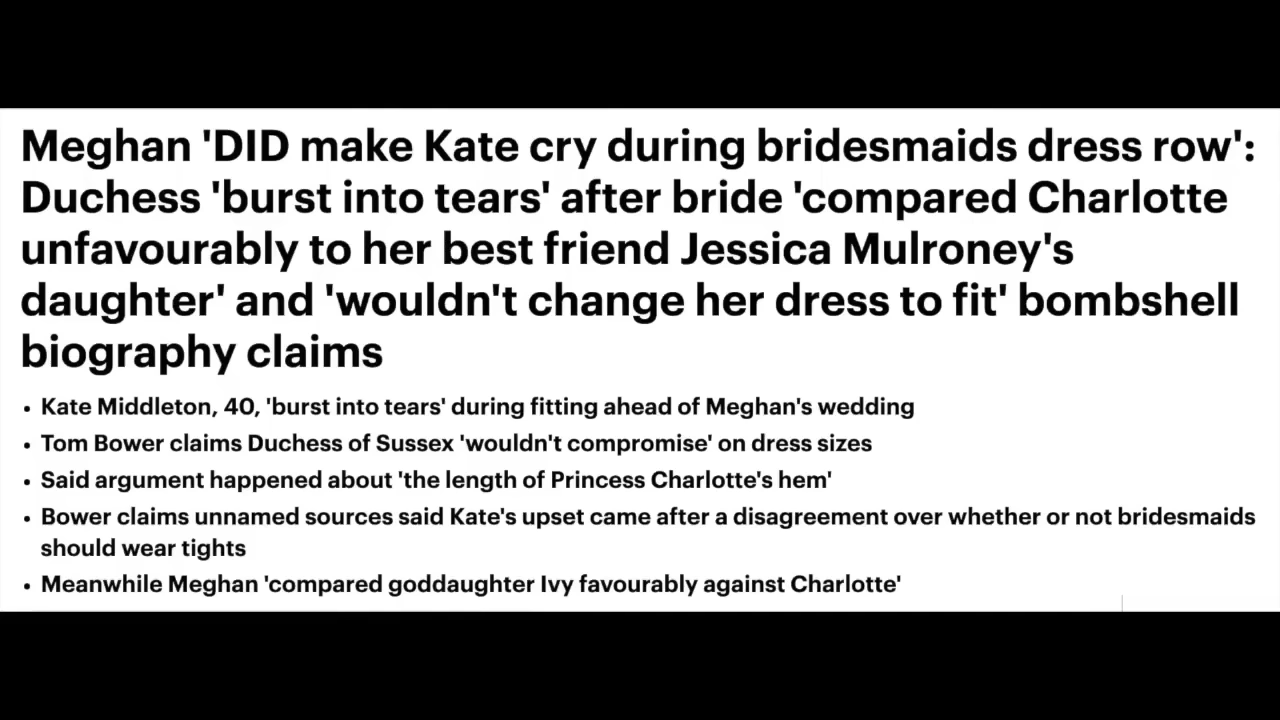 Meghan 'DID make Kate cry during bridesmaids dress row':
Duchess 'burst into tears' after bride 'compared Charlotte
unfavourably to her best friend Jessica Mulroney's
daughter' and 'wouldn't change her dress to fit' bombshell
biography claims
• Kate Middleton, 40, 'burst into tears' during fitting ahead of Meghan's wedding
• Tom Bower claims Duchess of Sussex 'wouldn't compromise' on dress sizes
• Said argument happened about 'the length of Princess Charlotte's hem'
• Bower claims unnamed sources said Kate's upset came after a disagreement over whether or not bridesmaids
should wear tights
• Meanwhile Meghan 'compared goddaughter Ivy favourably against Charlotte'